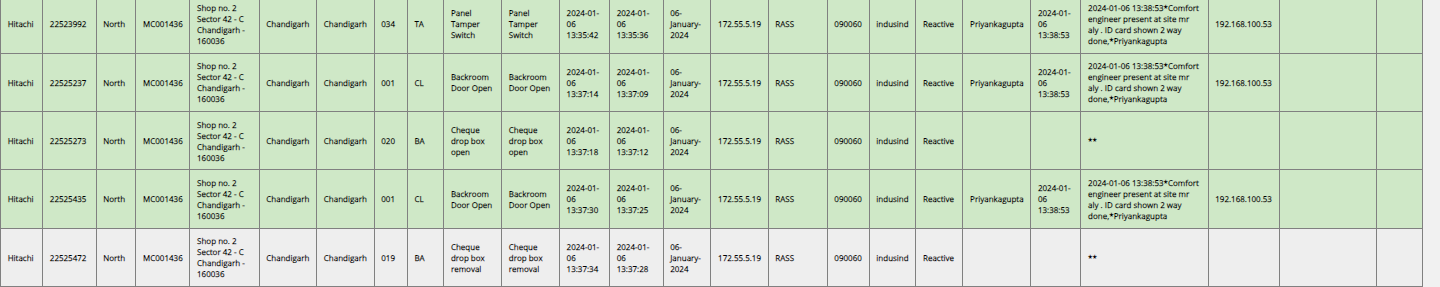 Hitachi 22523992 North MC001436 Shop no. 2 Sector 42 - C Chandigarh - 160036 Chandigarh Chandigarh 034 TA Panel Tamper Switch Panel Tamper Switch 2024-01-06 13:35:42 2024-01-06 13:35:36 06-January-2024 172.55.5.19 RASS 090060 indusind Reactive Priyankagupta 2024-01-06 13:38:53 2024-01-06 13:38:53*Comfort engineer present at site mr aly . ID card shown 2 way done,*Priyankagupta 192.168.100.53
Hitachi 22525237 North MC001436 Shop no. 2 Sector 42 - C Chandigarh - 160036 Chandigarh Chandigarh 001 CL Backroom Door Open Backroom Door Open 2024-01-06 13:37:14 2024-01-06 13:37:09 06-January-2024 172.55.5.19 RASS 090060 indusind Reactive Priyankagupta 2024-01-06 13:38:53 2024-01-06 13:38:53*Comfort engineer present at site mr aly . ID card shown 2 way done,*Priyankagupta 192.168.100.53
Hitachi 22525273 North MC001436 Shop no. 2 Sector 42 - C Chandigarh - 160036 Chandigarh Chandigarh 020 BA Cheque drop box open Cheque drop box open 2024-01-06 13:37:18 2024-01-06 13:37:12 06-January-2024 172.55.5.19 RASS 090060 indusind Reactive **
Hitachi 22525435 North MC001436 Shop no. 2 Sector 42 - C Chandigarh - 160036 Chandigarh Chandigarh 001 CL Backroom Door Open Backroom Door Open 2024-01-06 13:37:30 2024-01-06 13:37:25 06-January-2024 172.55.5.19 RASS 090060 indusind Reactive Priyankagupta 2024-01-06 13:38:53 2024-01-06 13:38:53*Comfort engineer present at site mr aly . ID card shown 2 way done,*Priyankagupta 192.168.100.53
Hitachi 22525472 North MC001436 Shop no. 2 Sector 42 - C Chandigarh - 160036 Chandigarh Chandigarh 019 BA Cheque drop box removal Cheque drop box removal 2024-01-06 13:37:34 2024-01-06 13:37:28 06-January-2024 172.55.5.19 RASS 090060 indusind Reactive **